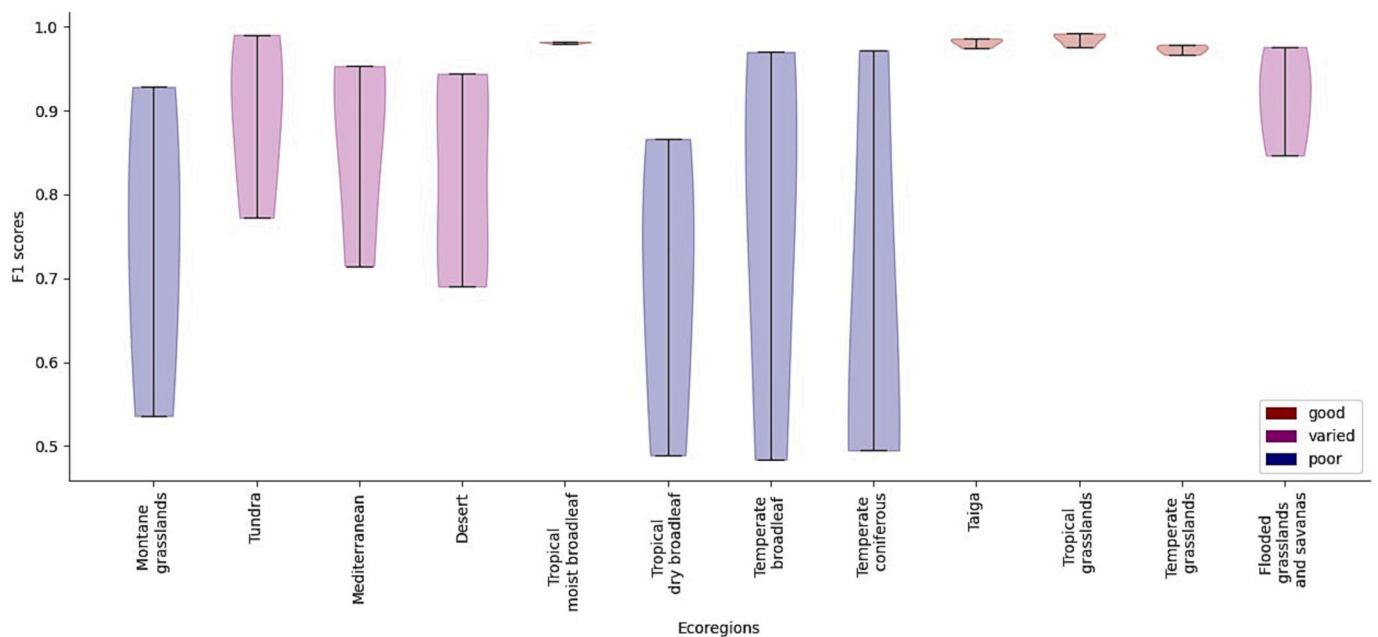 1.0
0.9
0.8
0.7
0.6
0.5
F1 scores
Montane
grasslands
Tundra
Mediterranean
Desert
Tropical
moist broadleaf
Tropical
dry broadleaf
Temperate
broadleaf
Temperate
coniferous
Taiga
Tropical
grasslands
Temperate
grasslands
Flooded
grasslands
and savanas
Ecoregions
good
varied
poor